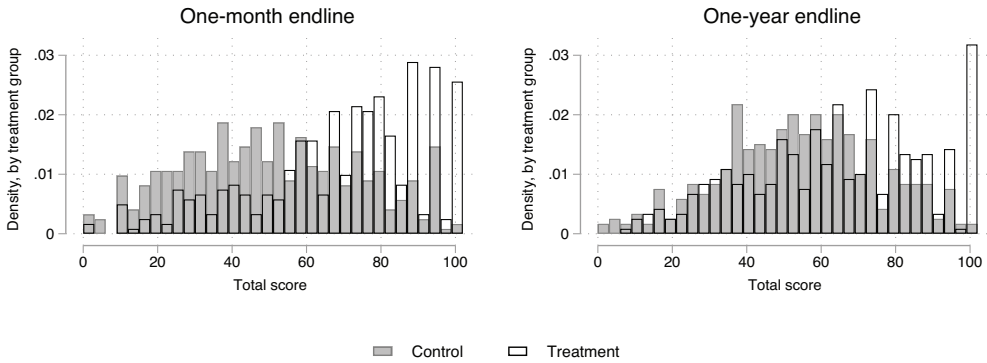 One-month endline
One-year endline
Density, by treatment group
.03
.02
.01
0
0 20 40 60 80 100
Total score
Density, by treatment group
.03
.02
.01
0
0 20 40 60 80 100
Total score
Control Treatment